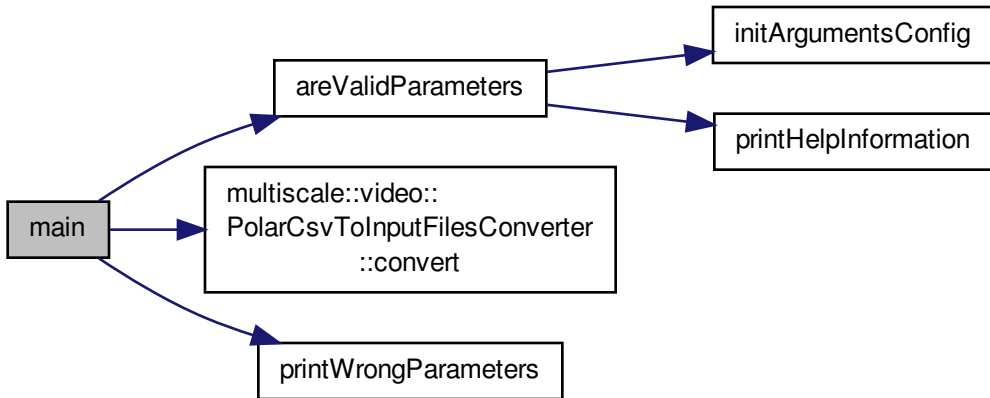 initArgumentsConfig
areValidParameters
printHelpInformation
multiscale::video::
PolarCsvToInputFilesConverter
::convert
main
printWrongParameters